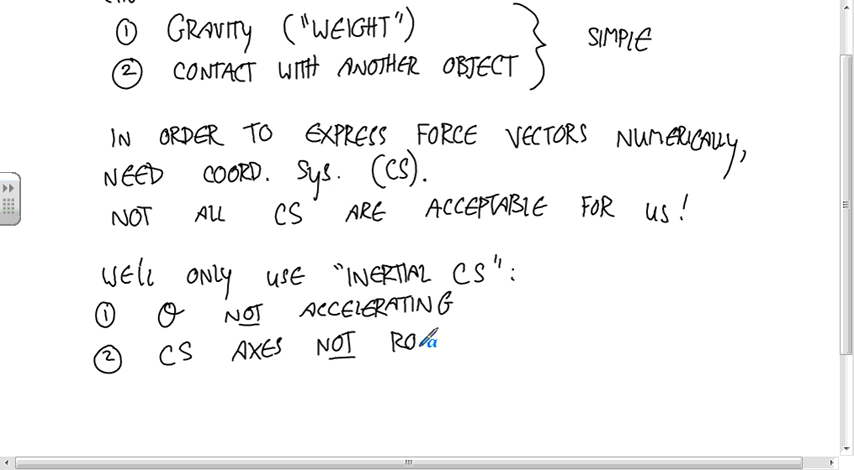 ① GRAVITY ("WEIGHT")
② CONTACT WITH ANOTHER OBJECT
SIMPLE
IN ORDER TO EXPRESS FORCE VECTORS NUMERICALLY,
NEED COORD. SYS. (CS).
NOT ALL CS ARE ACCEPTABLE FOR US!
WE'LL ONLY USE "INERTIAL CS":
① O NOT ACCELERATING
② CS AXES NOT RO